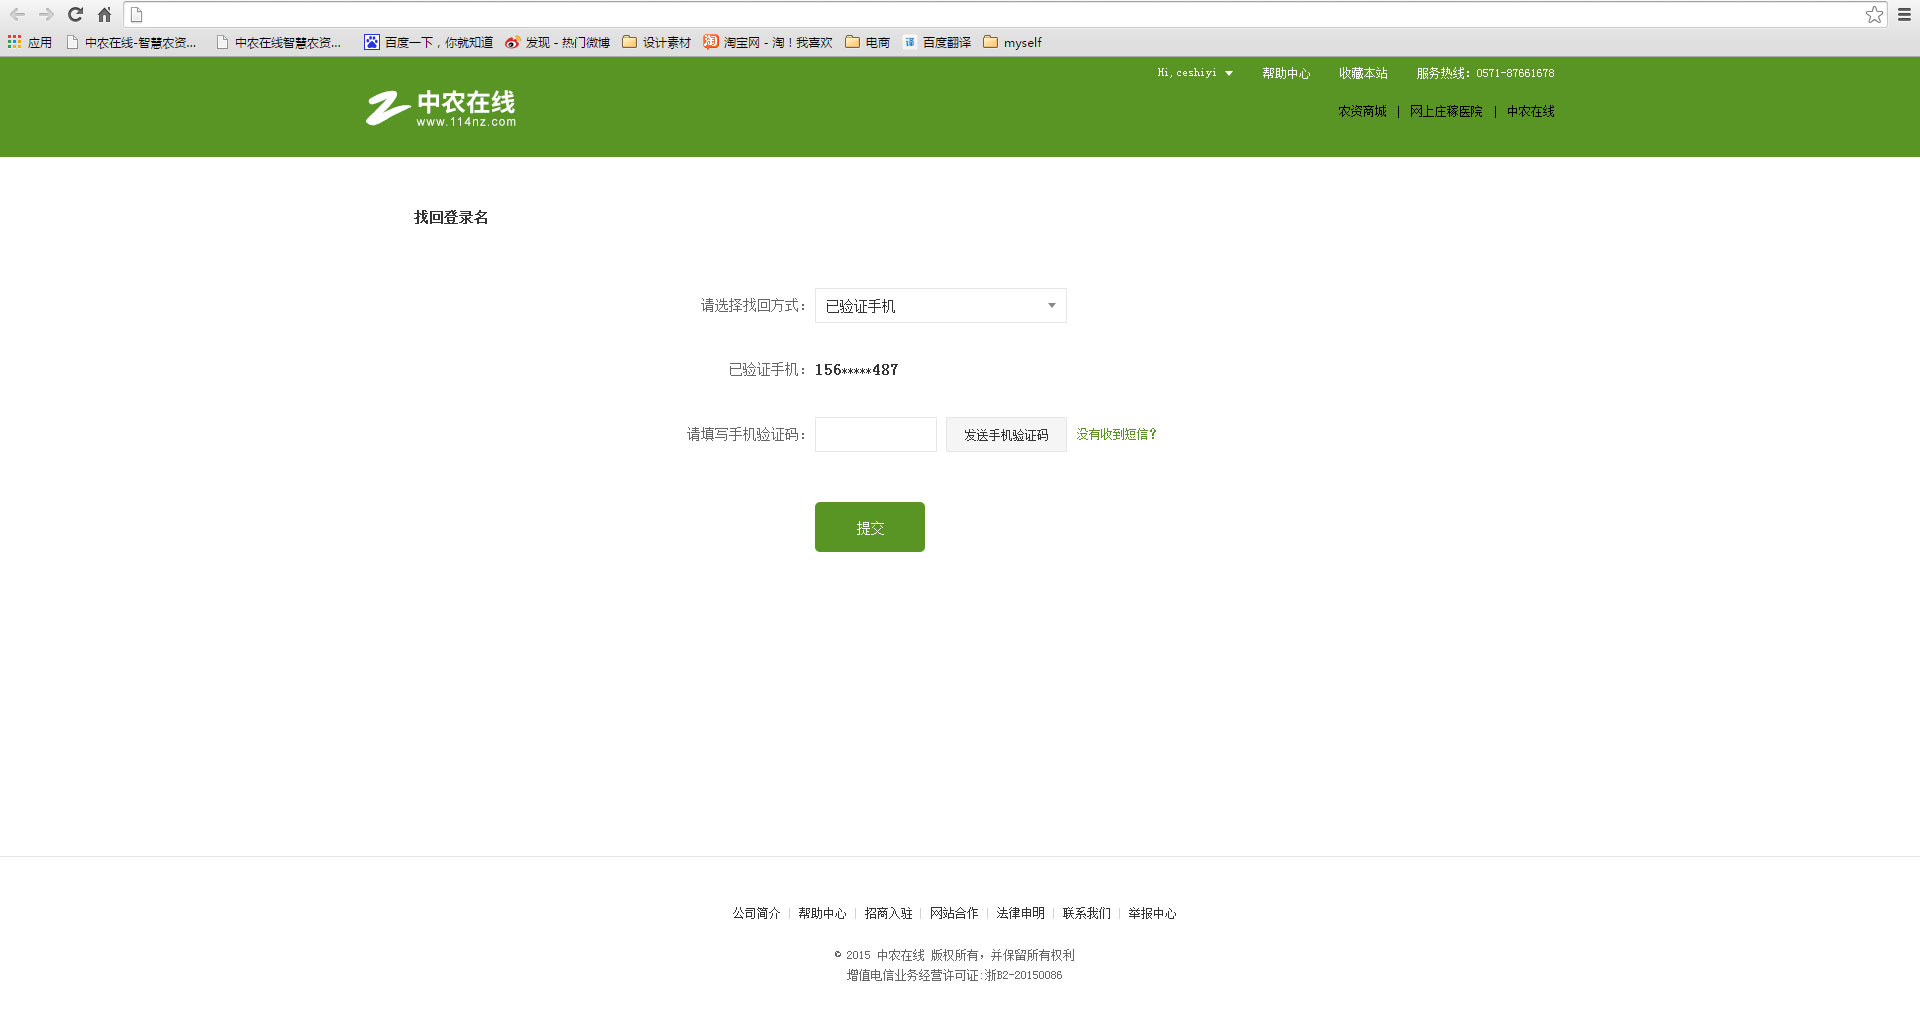 应用 中农在线-智慧农资... 中农在线智慧农资... 百度一下，你就知道 发现 - 热门微博 设计素材 淘宝网 - 淘！我喜欢 电商 百度翻译 myself
Hi,ceshiyi 帮助中心 收藏本站 服务热线：0571-87661678
中农在线
www.114nz.com
农资商城 | 网上庄稼医院 | 中农在线
找回登录名
请选择找回方式： 已验证手机
已验证手机： 156*****487
请填写手机验证码： 发送手机验证码 没有收到短信？
提交
公司简介 | 帮助中心 | 招商入驻 | 网站合作 | 法律申明 | 联系我们 | 举报中心
© 2015 中农在线 版权所有，并保留所有权利
增值电信业务经营许可证:浙B2-20150086